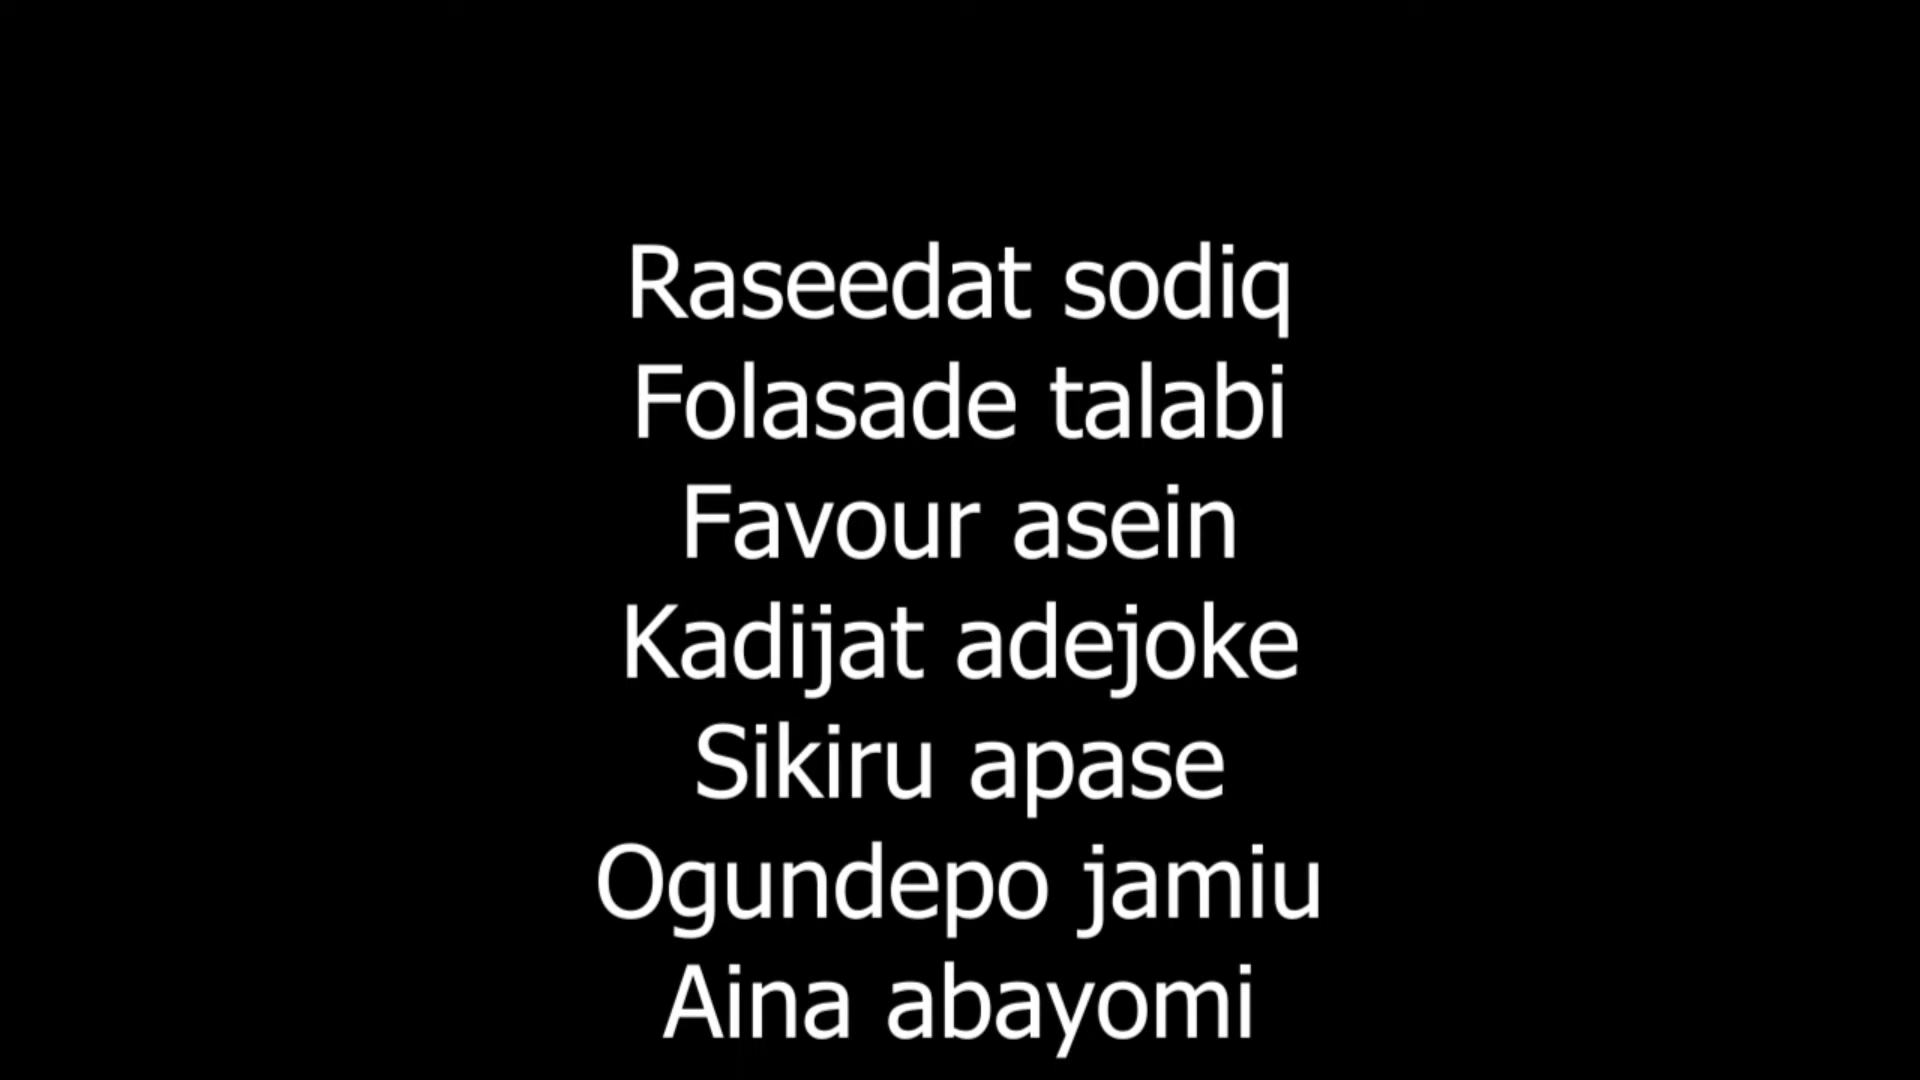 Raseedat sodiq
Folasade talabi
Favour asein
Kadijat adejoke
Sikiru apase
Ogundepo jamiu
Aina abayomi